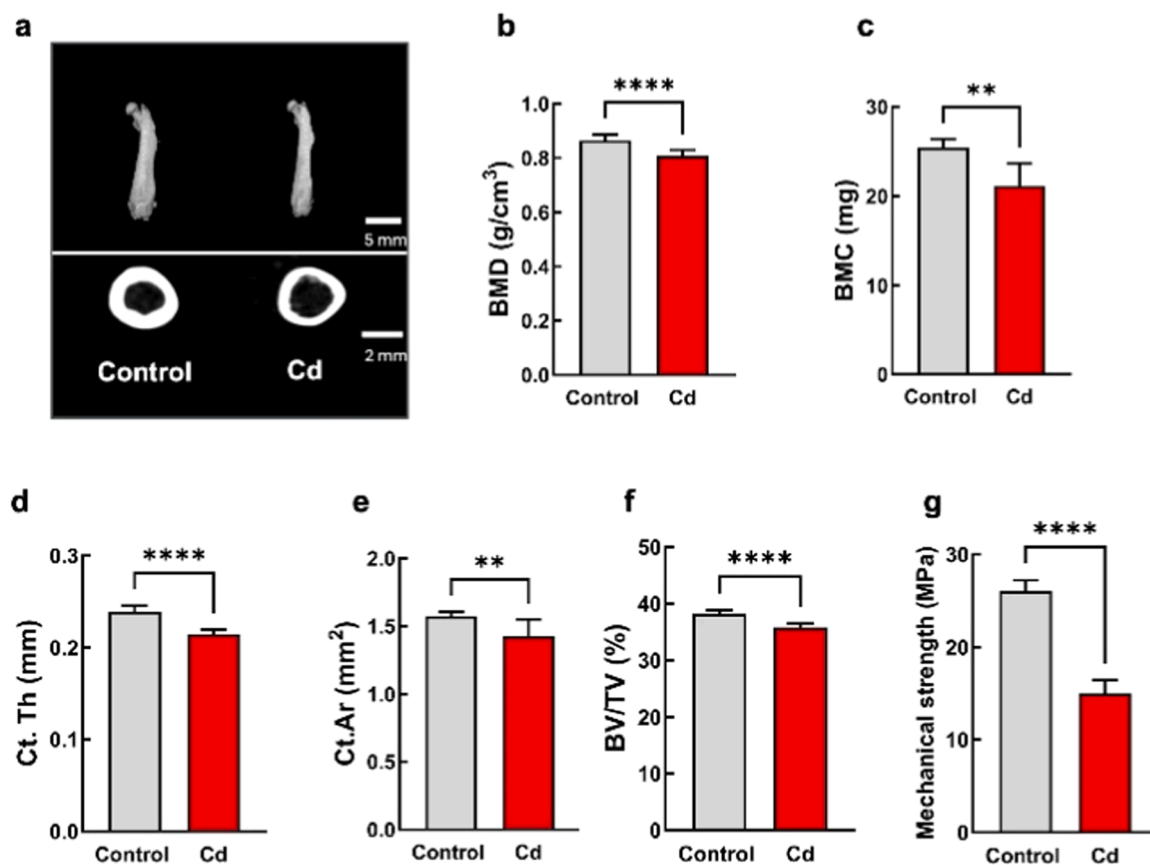 a
5 mm
2 mm
Control Cd
b
****
BMD (g/cm³)
1.0
0.8
0.6
0.4
0.2
0.0
Control Cd
c
**
BMC (mg)
30
20
10
0
Control Cd
d
****
Ct. Th (mm)
0.3
0.2
0.1
0.0
Control Cd
e
**
Ct.Ar (mm²)
2.0
1.5
1.0
0.5
0.0
Control Cd
f
****
BV/TV (%)
50
40
30
20
10
0
Control Cd
g
****
Mechanical strength (MPa)
30
20
10
0
Control Cd